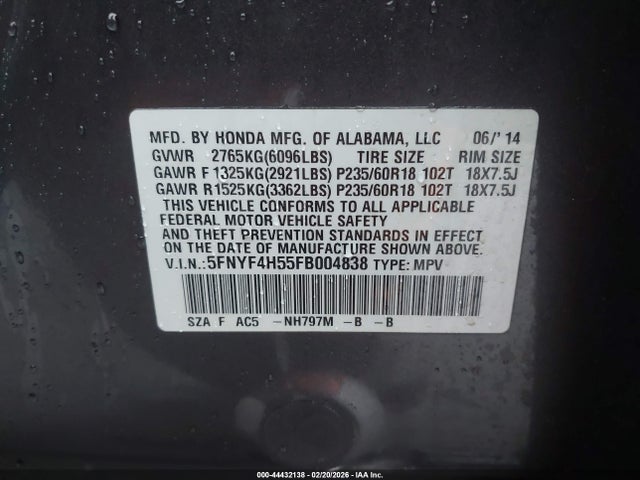 MFD. BY HONDA MFG. OF ALABAMA, LLC 06/'14
GVWR 2765KG(6096LBS) TIRE SIZE RIM SIZE
GAWR F 1325KG(2921LBS) P235/60R18 102T 18X7.5J
GAWR R1525KG(3362LBS) P235/60R18 102T 18X7.5J
THIS VEHICLE CONFORMS TO ALL APPLICABLE
FEDERAL MOTOR VEHICLE SAFETY
AND THEFT PREVENTION STANDARDS IN EFFECT
ON THE DATE OF MANUFACTURE SHOWN ABOVE.
V.I.N.:5FNYF4H55FB004838 TYPE: MPV
SZA F AC5 -NH797M -B -B
000-44432138 - 02/20/2026 - IAA Inc.